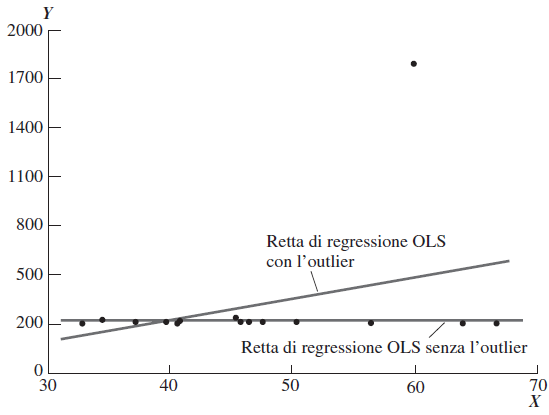 Y
2000
1700
1400
1100
800
500
200
0
Retta di regressione OLS
con l’outlier
Retta di regressione OLS senza l’outlier
30 40 50 60 70
X